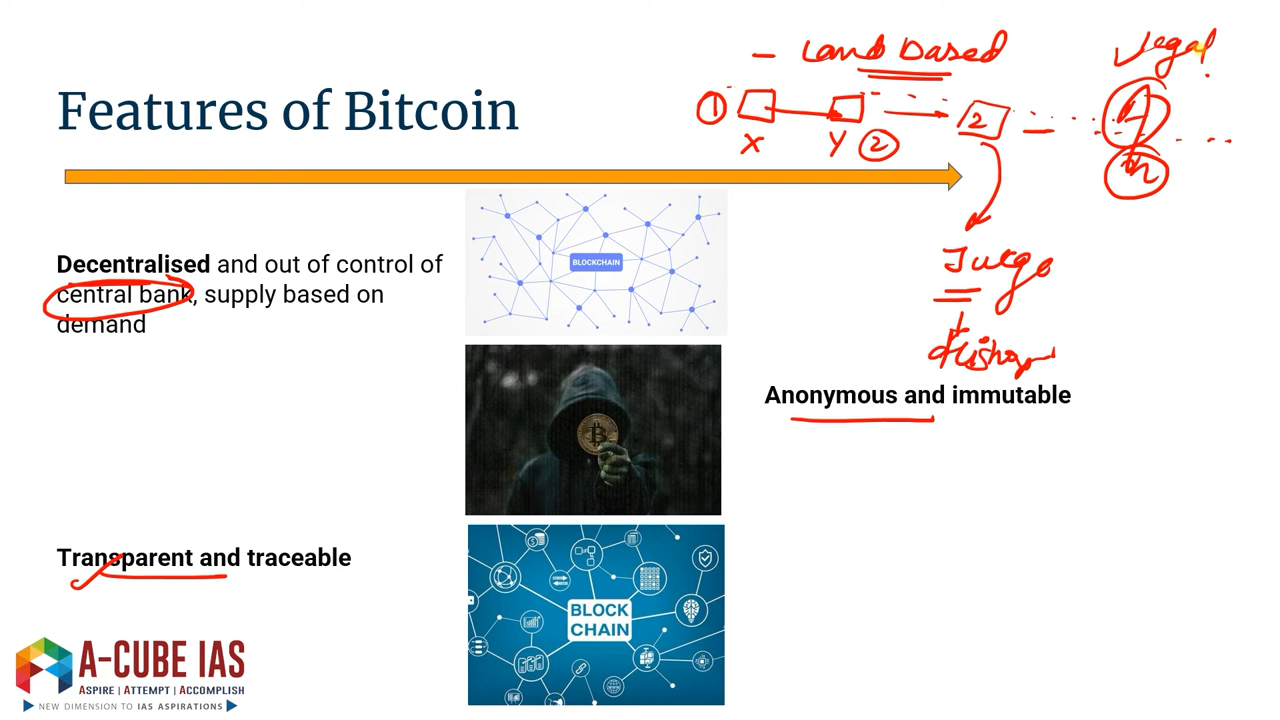 - Land Based
Legal
Features of Bitcoin
1
2
X
Y 2
Decentralised and out of control of
central bank, supply based on
demand
BLOCKCHAIN
Judge
Anonymous and immutable
Transparent and traceable
BLOCK
CHAIN
A-CUBE IAS
ASPIRE | ATTEMPT | ACCOMPLISH
NEW DIMENSION TO IAS ASPIRATIONS